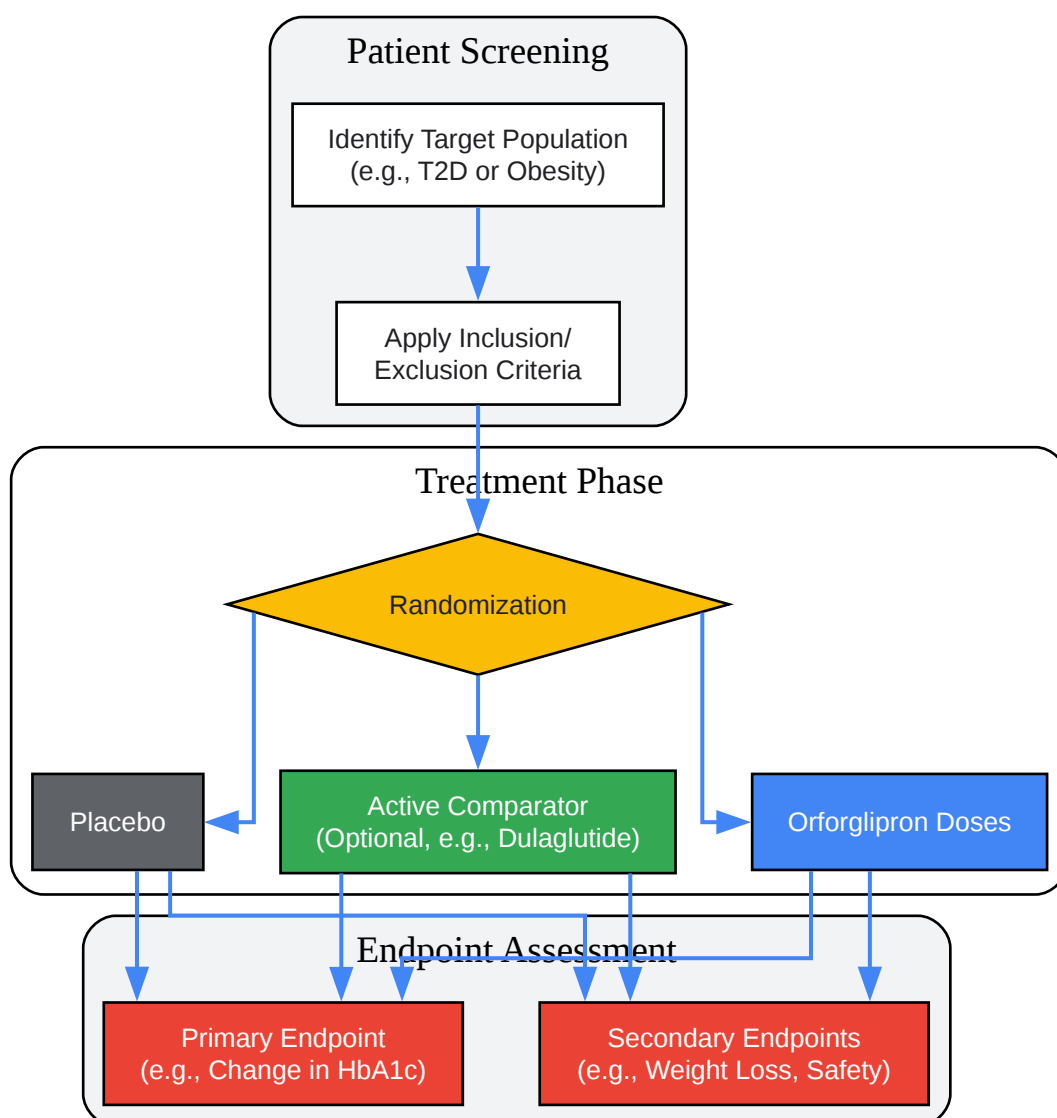 Patient Screening
Identify Target Population
(e.g., T2D or Obesity)
Apply Inclusion/
Exclusion Criteria
Treatment Phase
Randomization
Placebo
Active Comparator
(Optional, e.g., Dulaglutide)
Orforglipron Doses
Endpoint Assessment
Primary Endpoint
(e.g., Change in HbA1c)
Secondary Endpoints
(e.g., Weight Loss, Safety)